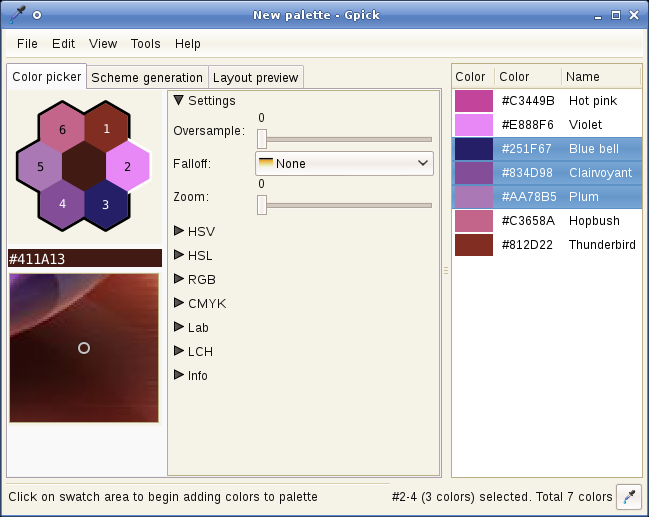 New palette - Gpick
File Edit View Tools Help
Color picker Scheme generation Layout preview
6 1
5 2
4 3
#411A13
Settings
0
Oversample:
Falloff: None
0
Zoom:
HSV
HSL
RGB
CMYK
Lab
LCH
Info
Color Color Name
#C3449B Hot pink
#E888F6 Violet
#251F67 Blue bell
#834D98 Clairvoyant
#AA78B5 Plum
#C3658A Hopbush
#812D22 Thunderbird
Click on swatch area to begin adding colors to palette
#2-4 (3 colors) selected. Total 7 colors